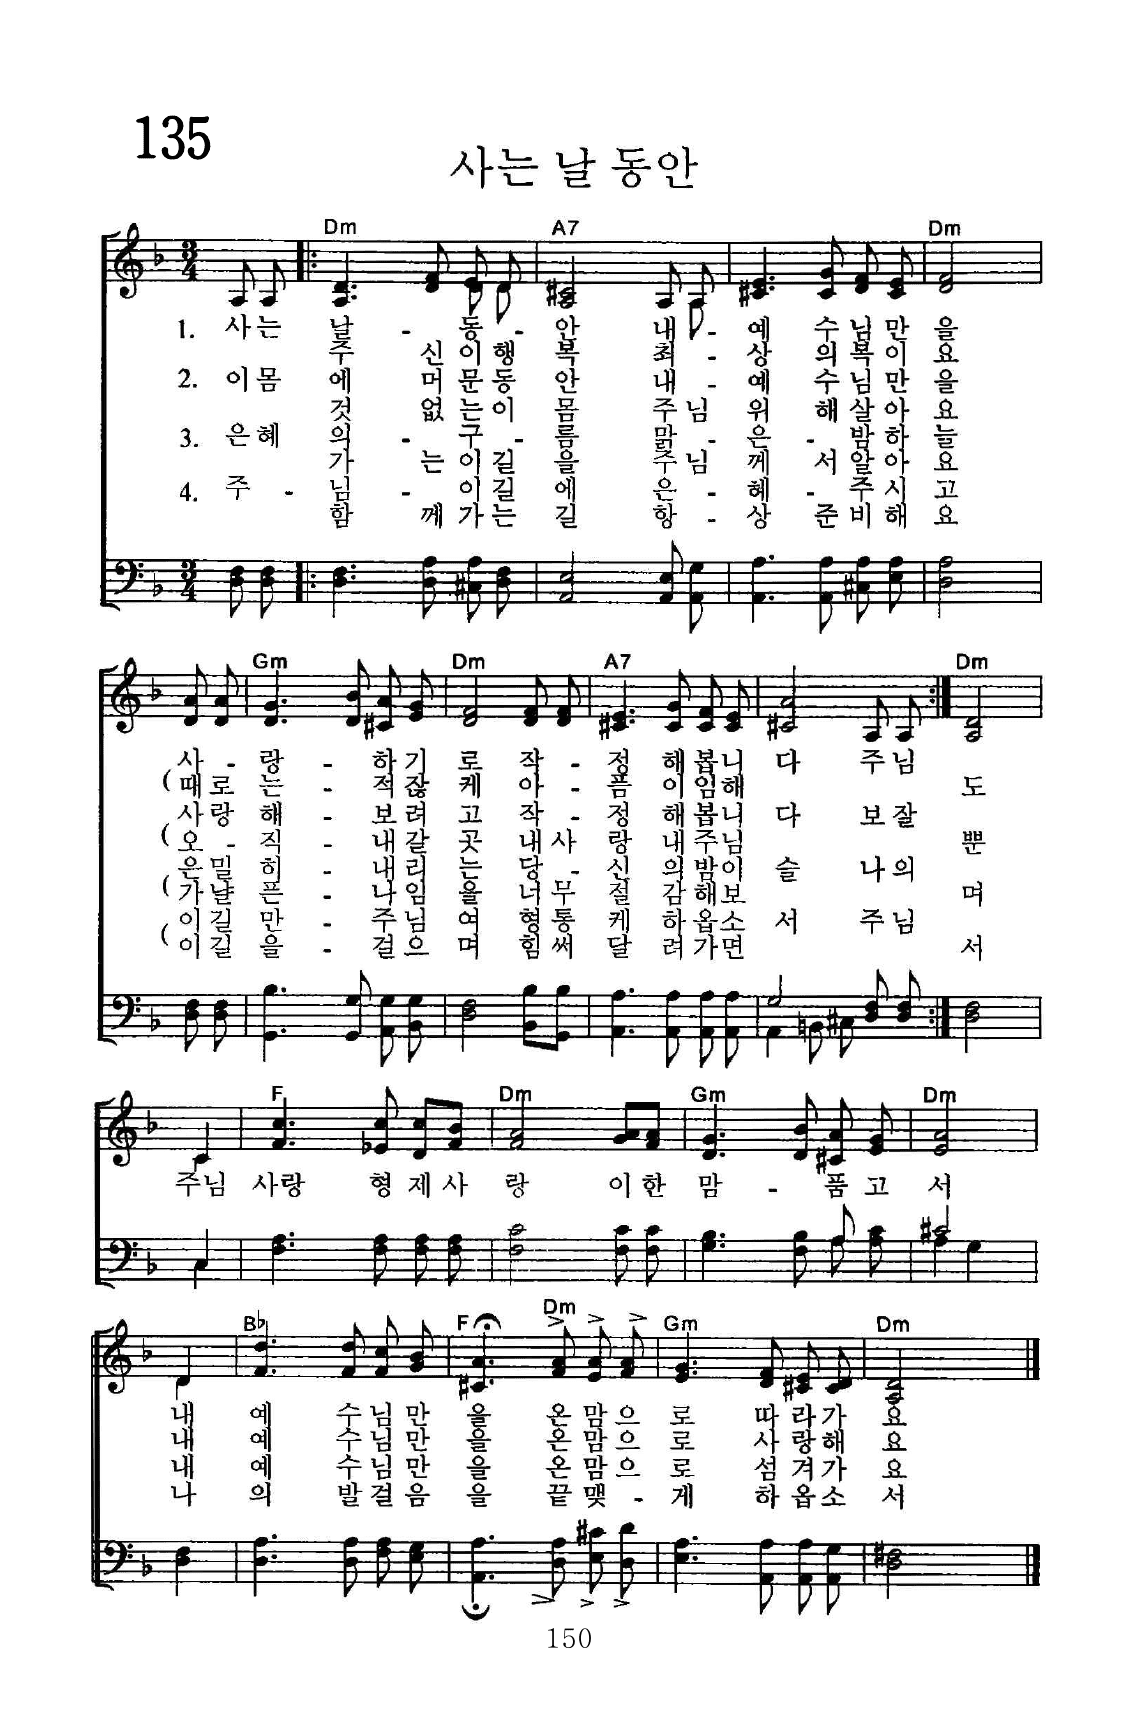 135
사는 날 동안
Dm A7 Dm
1. 사는 날 - 동 - 안 내 - 예 수님만 을
주 신이행 복 최 - 상 의복이 요
2. 이몸 에 머문동 안 내 - 예 수님만 을
것 없는이 몸 주님 위 해살아 요
3. 은혜 의 - 구 - 름 맑 - 은 - 밤하 늘
가 는이길 을 주님 께 서알아 요
4. 주 - 님 - 이길 에 은 - 혜 - 주시 고
함 께가는 길 항 - 상 준비해 요
Gm Dm A7 Dm
사 - 랑 - 하기 로 작 - 정 해봅니 다 주님
(때로 는 - 적잖 케 아 - 픔 이임해 도
사랑 해 - 보려 고 작 - 정 해봅니 다 보잘
(오 - 직 - 내갈 곳 내사 랑 내주님 뿐
은밀 히 - 내리 는 당 - 신 의밤이 슬 나의
(가냘 픈 - 나임 을 너무 절 감해보 며
이길 만 - 주님 여 형통 케 하옵소 서 주님
(이길 을 - 걸으 며 힘써 달 려가면 서
F Dm Gm Dm
주님 사랑 형제사 랑 이한 맘 - 품고 서
B♭ F Dm Gm Dm
내 예 수님만 을 온맘으 로 따라가 요
내 예 수님만 을 온맘으 로 사랑해 요
내 예 수님만 을 온맘으 로 섬겨가 요
나 의 발걸음 을 끝맺 - 게 하옵소 서
150